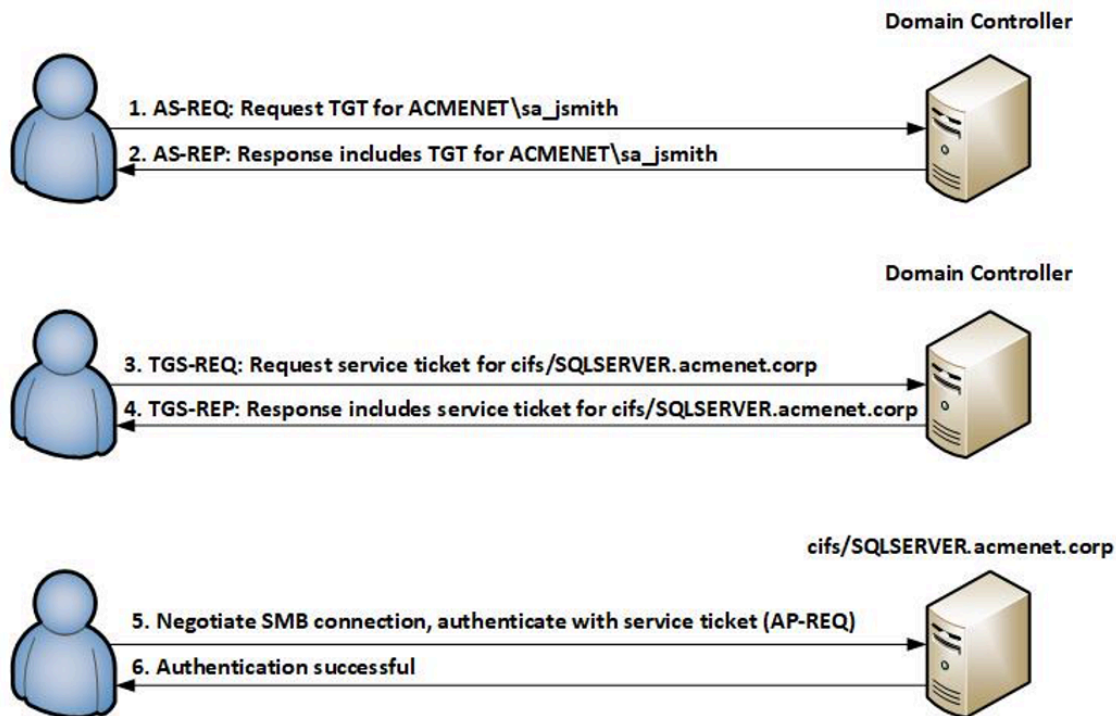 Domain Controller
1. AS-REQ: Request TGT for ACMENET\sa_jsmith
2. AS-REP: Response includes TGT for ACMENET\sa_jsmith
Domain Controller
3. TGS-REQ: Request service ticket for cifs/SQLSERVER.acmenet.corp
4. TGS-REP: Response includes service ticket for cifs/SQLSERVER.acmenet.corp
cifs/SQLSERVER.acmenet.corp
5. Negotiate SMB connection, authenticate with service ticket (AP-REQ)
6. Authentication successful